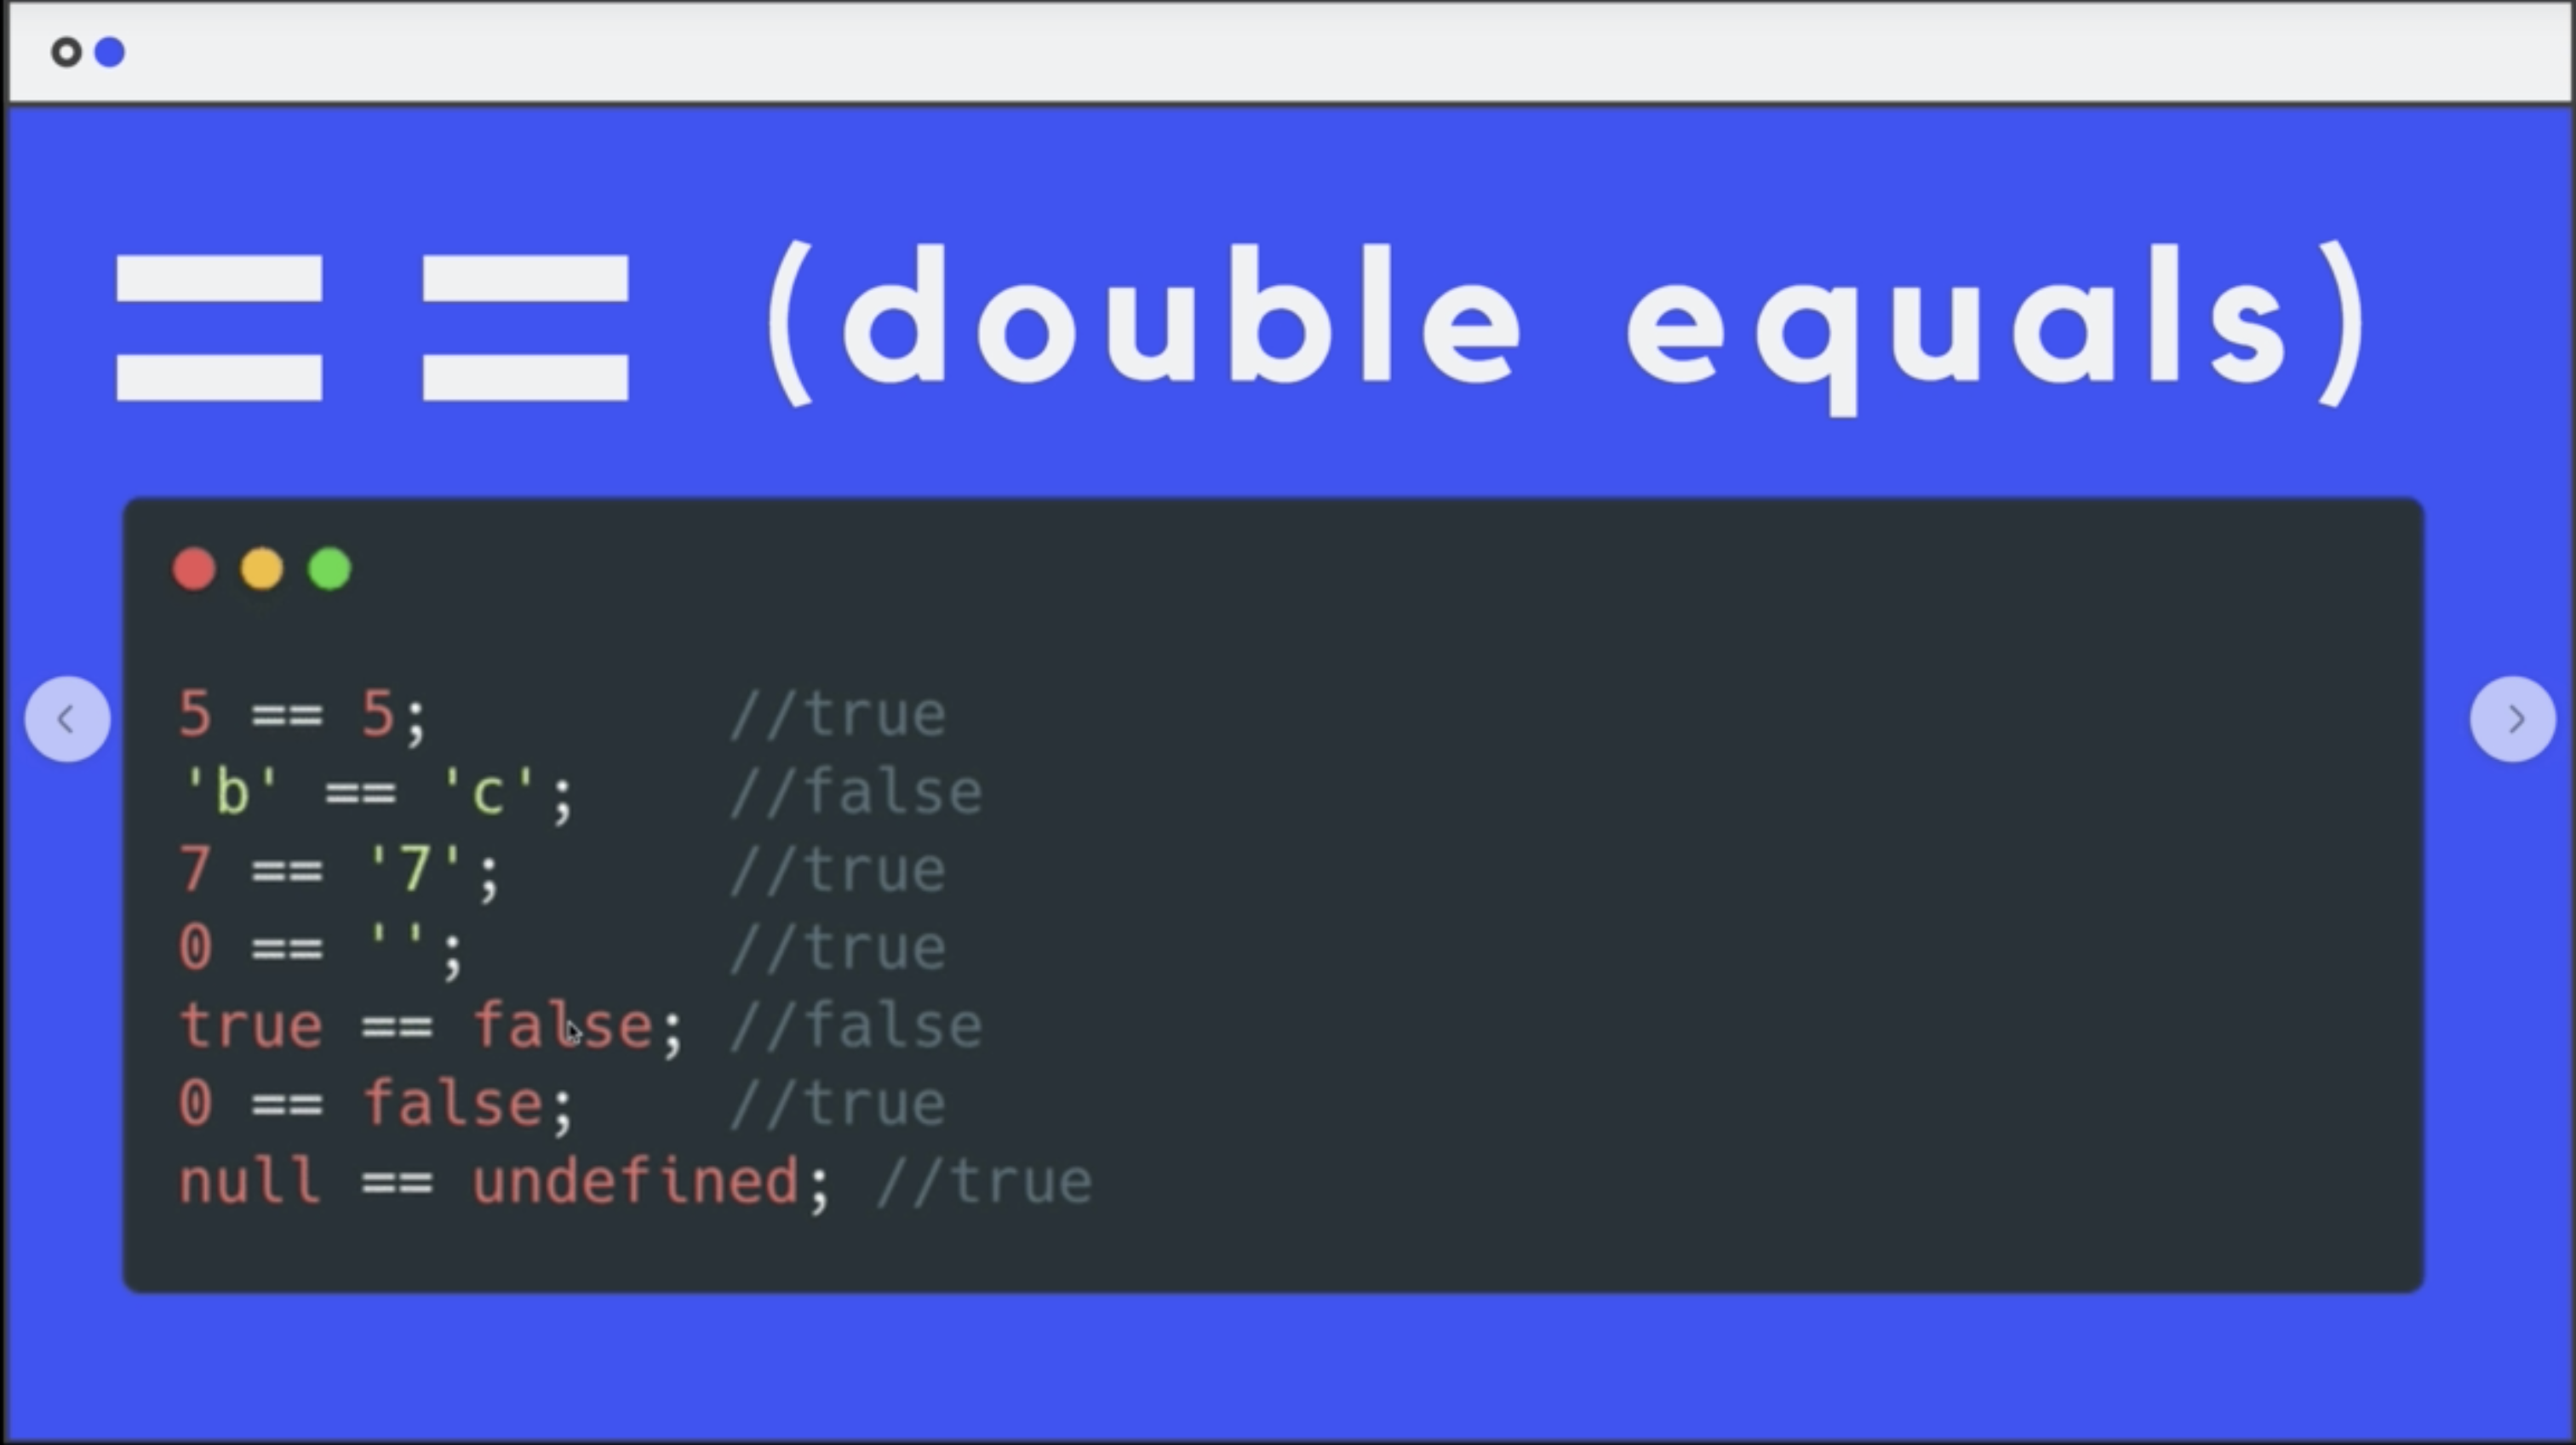 == (double equals)
5 == 5; //true
'b' == 'c'; //false
7 == '7'; //true
0 == ''; //true
true == false; //false
0 == false; //true
null == undefined; //true